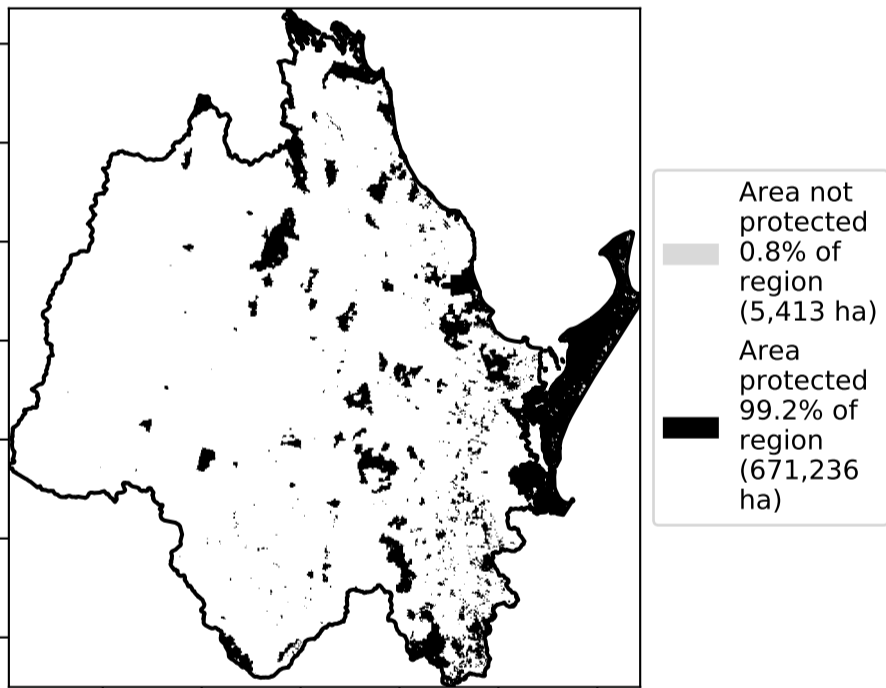 Area not
protected
0.8% of
region
(5,413 ha)
Area
protected
99.2% of
region
(671,236
ha)